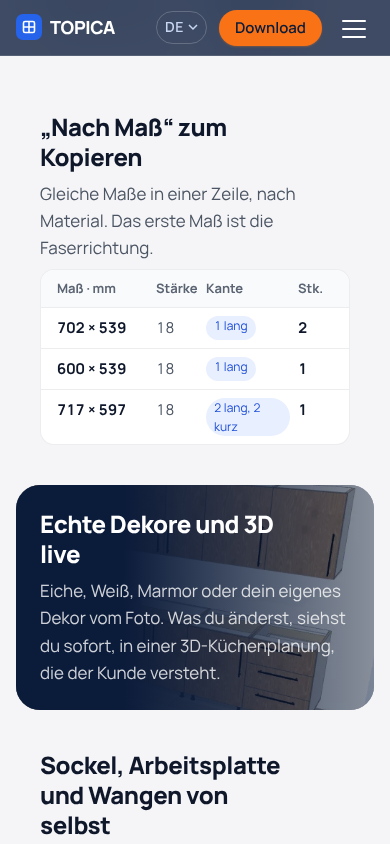 TOPICA DE Download
„Nach Maß“ zum
Kopieren
Gleiche Maße in einer Zeile, nach
Material. Das erste Maß ist die
Faserrichtung.
Maß · mm Stärke Kante Stk.
702 × 539 18 1 lang 2
600 × 539 18 1 lang 1
717 × 597 18 2 lang, 2 kurz 1
Echte Dekore und 3D
live
Eiche, Weiß, Marmor oder dein eigenes
Dekor vom Foto. Was du änderst, siehst
du sofort, in einer 3D-Küchenplanung,
die der Kunde versteht.
Sockel, Arbeitsplatte
und Wangen von
selbst